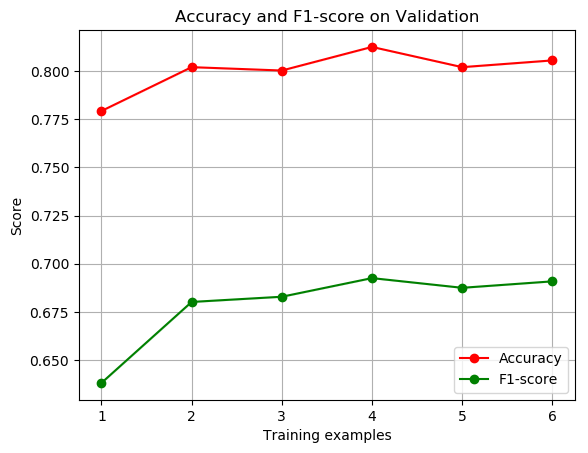 Accuracy and F1-score on Validation
0.800
0.775
0.750
0.725
0.700
0.675
0.650
Score
1 2 3 4 5 6
Training examples
Accuracy
F1-score